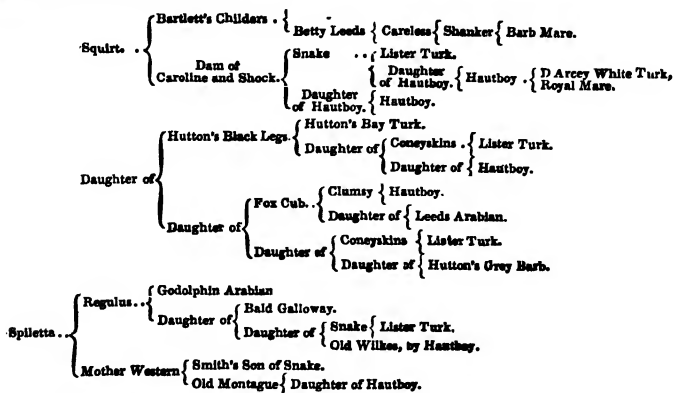 Squirt. Bartlett's Childers. Betty Leeds Careless Shanker Barb Mare.
Dam of Caroline and Shock. Snake .. Lister Turk.
Daughter of Hautboy. Hautboy . D Arcey White Turk, Royal Mare.
Daughter of Hautboy. Hautboy.
Daughter of Hutton's Black Legs. Hutton's Bay Turk.
Daughter of Coneyskins . Lister Turk.
Daughter of Hautboy.
Daughter of Fox Cub.. Clumsy Hautboy.
Daughter of Leeds Arabian.
Daughter of Coneyskins Lister Turk.
Daughter of Hutton's Grey Barb.
Spiletta .. Regulus .. Godolphin Arabian
Daughter of Bald Galloway.
Daughter of Snake Lister Turk.
Old Wilkes, by Hautboy.
Mother Western Smith's Son of Snake.
Old Montague Daughter of Hautboy.